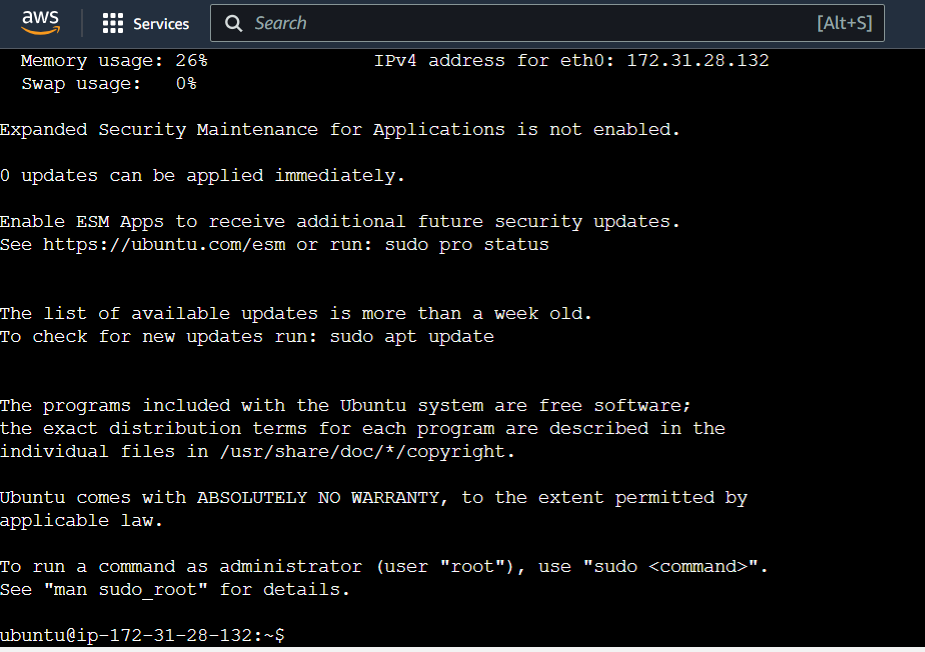 aws
Services
Search
[Alt+S]
Memory usage: 26% IPv4 address for eth0: 172.31.28.132
Swap usage: 0%
Expanded Security Maintenance for Applications is not enabled.
0 updates can be applied immediately.
Enable ESM Apps to receive additional future security updates.
See https://ubuntu.com/esm or run: sudo pro status
The list of available updates is more than a week old.
To check for new updates run: sudo apt update
The programs included with the Ubuntu system are free software;
the exact distribution terms for each program are described in the
individual files in /usr/share/doc/*/copyright.
Ubuntu comes with ABSOLUTELY NO WARRANTY, to the extent permitted by
applicable law.
To run a command as administrator (user "root"), use "sudo <command>".
See "man sudo_root" for details.
ubuntu@ip-172-31-28-132:~$